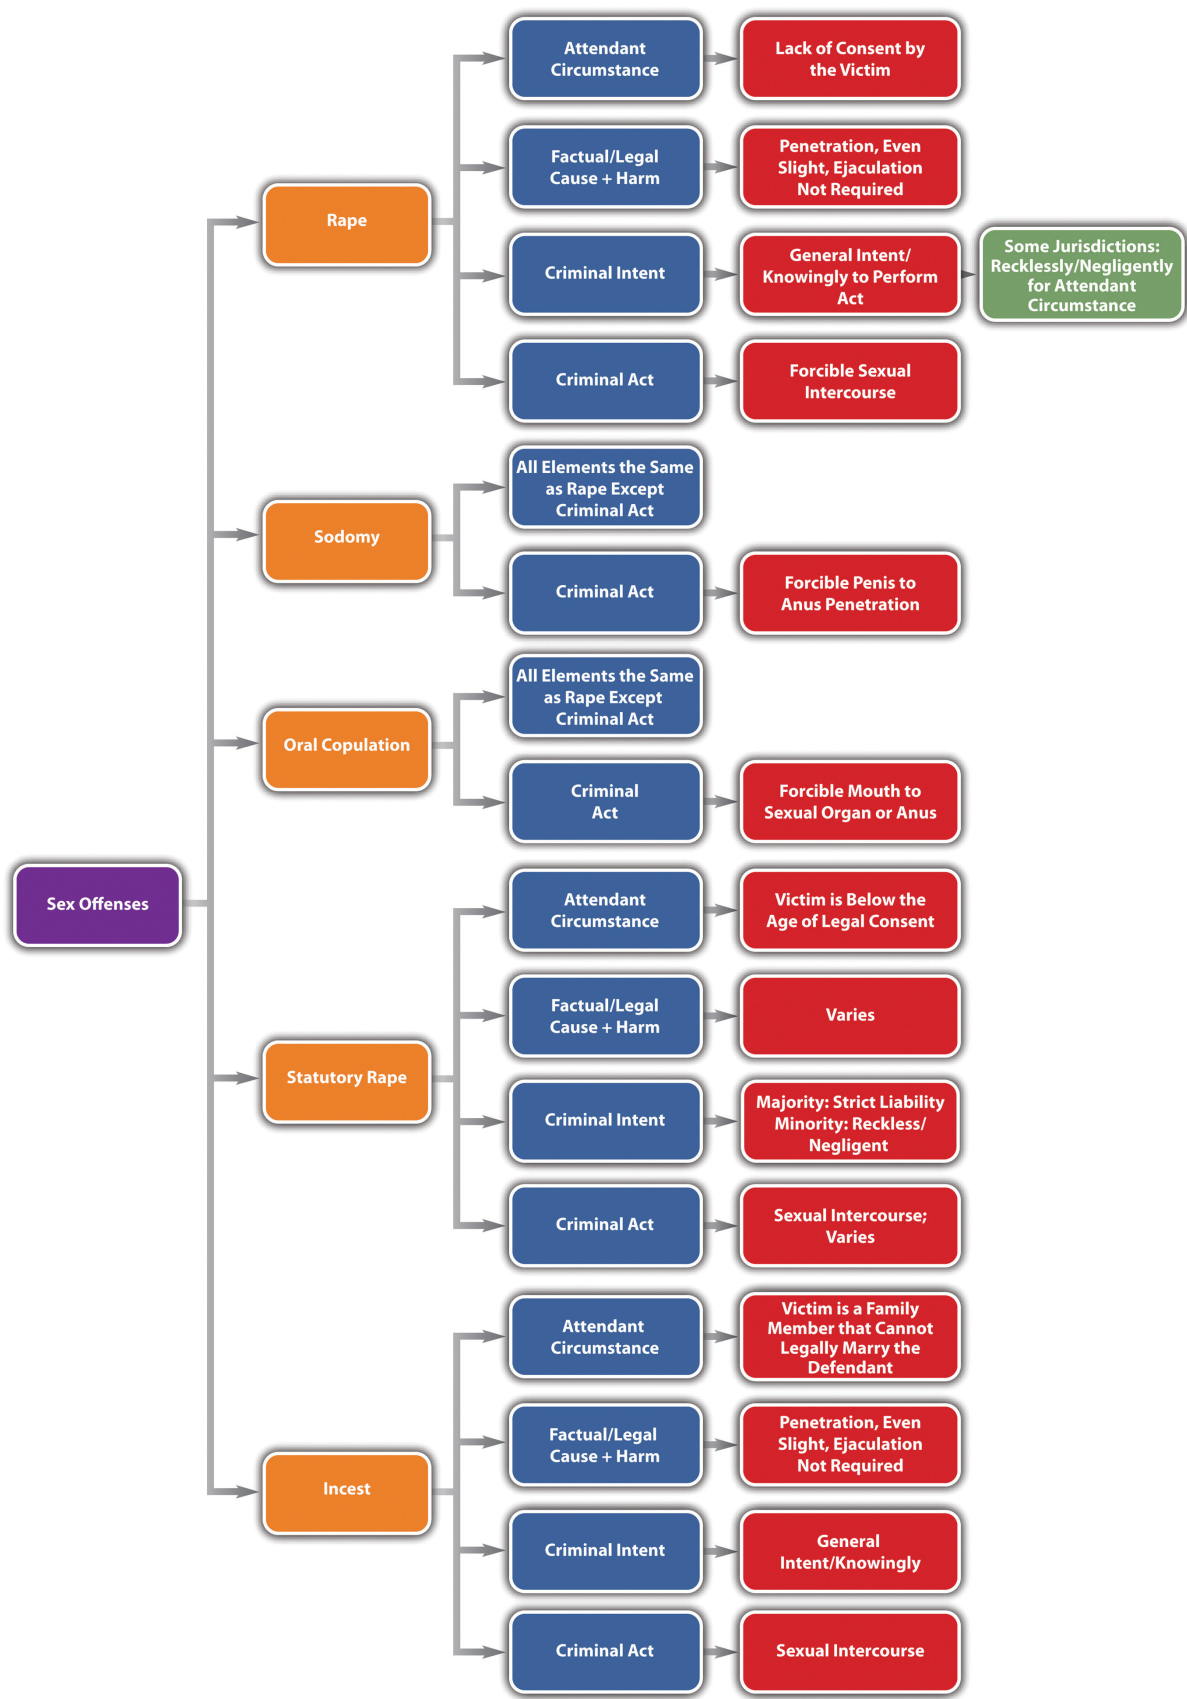 Attendant
Circumstance
Lack of Consent by
the Victim
Factual/Legal
Cause + Harm
Penetration, Even
Slight, Ejaculation
Not Required
Rape
Criminal Intent
General Intent/
Knowingly to Perform
Act
Some Jurisdictions:
Recklessly/Negligently
for Attendant
Circumstance
Criminal Act
Forcible Sexual
Intercourse
All Elements the Same
as Rape Except
Criminal Act
Sodomy
Criminal Act
Forcible Penis to
Anus Penetration
All Elements the Same
as Rape Except
Criminal Act
Oral Copulation
Criminal
Act
Forcible Mouth to
Sexual Organ or Anus
Sex Offenses
Attendant
Circumstance
Victim is Below the
Age of Legal Consent
Factual/Legal
Cause + Harm
Varies
Statutory Rape
Criminal Intent
Majority: Strict Liability
Minority: Reckless/
Negligent
Criminal Act
Sexual Intercourse;
Varies
Attendant
Circumstance
Victim is a Family
Member that Cannot
Legally Marry the
Defendant
Factual/Legal
Cause + Harm
Penetration, Even
Slight, Ejaculation
Not Required
Incest
Criminal Intent
General
Intent/Knowingly
Criminal Act
Sexual Intercourse